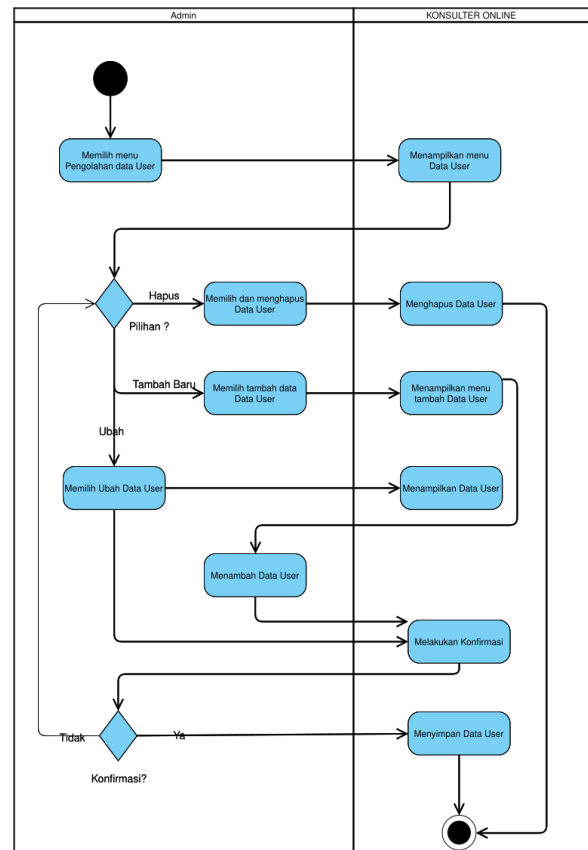 Admin
KONSULTER ONLINE
Memilih menu
Pengolahan data User
Menampilkan menu
Data User
Hapus
Pilihan ?
Memilih dan menghapus
Data User
Menghapus Data User
Tambah Baru
Memilih tambah data
Data User
Menampilkan menu
tambah Data User
Ubah
Memilih Ubah Data User
Menampilkan Data User
Menambah Data User
Melakukan Konfirmasi
Tidak
Ya
Konfirmasi?
Menyimpan Data User